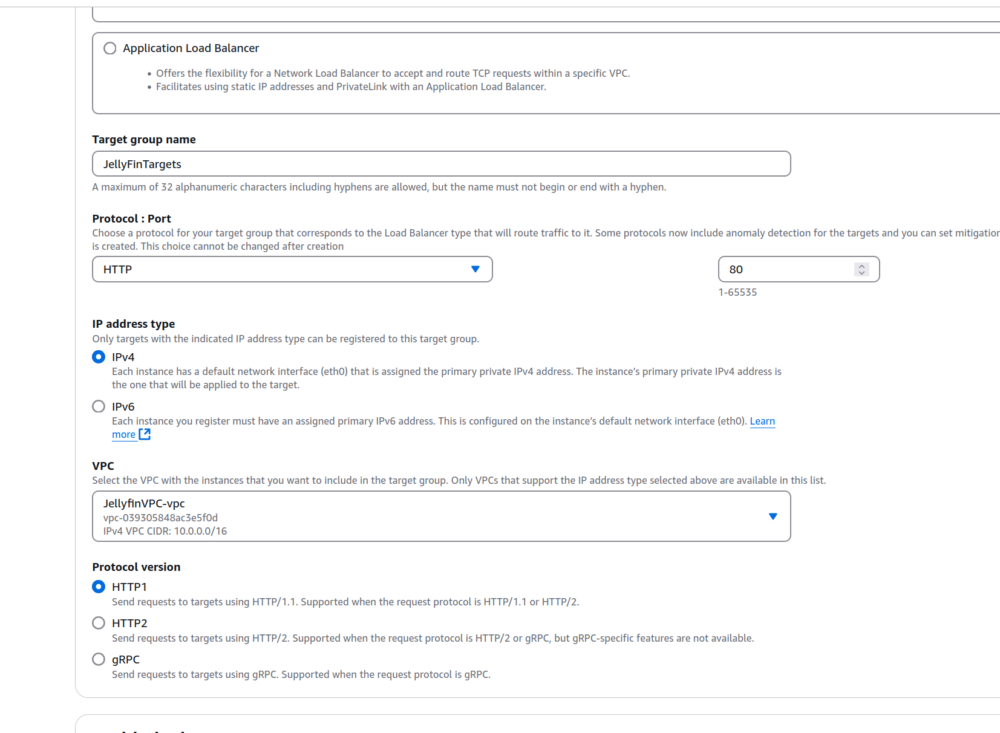 Application Load Balancer
• Offers the flexibility for a Network Load Balancer to accept and route TCP requests within a specific VPC.
• Facilitates using static IP addresses and PrivateLink with an Application Load Balancer.
Target group name
JellyFinTargets
A maximum of 32 alphanumeric characters including hyphens are allowed, but the name must not begin or end with a hyphen.
Protocol : Port
Choose a protocol for your target group that corresponds to the Load Balancer type that will route traffic to it. Some protocols now include anomaly detection for the targets and you can set mitigation
is created. This choice cannot be changed after creation
HTTP
80
1-65535
IP address type
Only targets with the indicated IP address type can be registered to this target group.
IPv4
Each instance has a default network interface (eth0) that is assigned the primary private IPv4 address. The instance's primary private IPv4 address is
the one that will be applied to the target.
IPv6
Each instance you register must have an assigned primary IPv6 address. This is configured on the instance's default network interface (eth0). Learn
more
VPC
Select the VPC with the instances that you want to include in the target group. Only VPCs that support the IP address type selected above are available in this list.
JellyfinVPC-vpc
vpc-039305848ac3e5f0d
IPv4 VPC CIDR: 10.0.0.0/16
Protocol version
HTTP1
Send requests to targets using HTTP/1.1. Supported when the request protocol is HTTP/1.1 or HTTP/2.
HTTP2
Send requests to targets using HTTP/2. Supported when the request protocol is HTTP/2 or gRPC, but gRPC-specific features are not available.
gRPC
Send requests to targets using gRPC. Supported when the request protocol is gRPC.